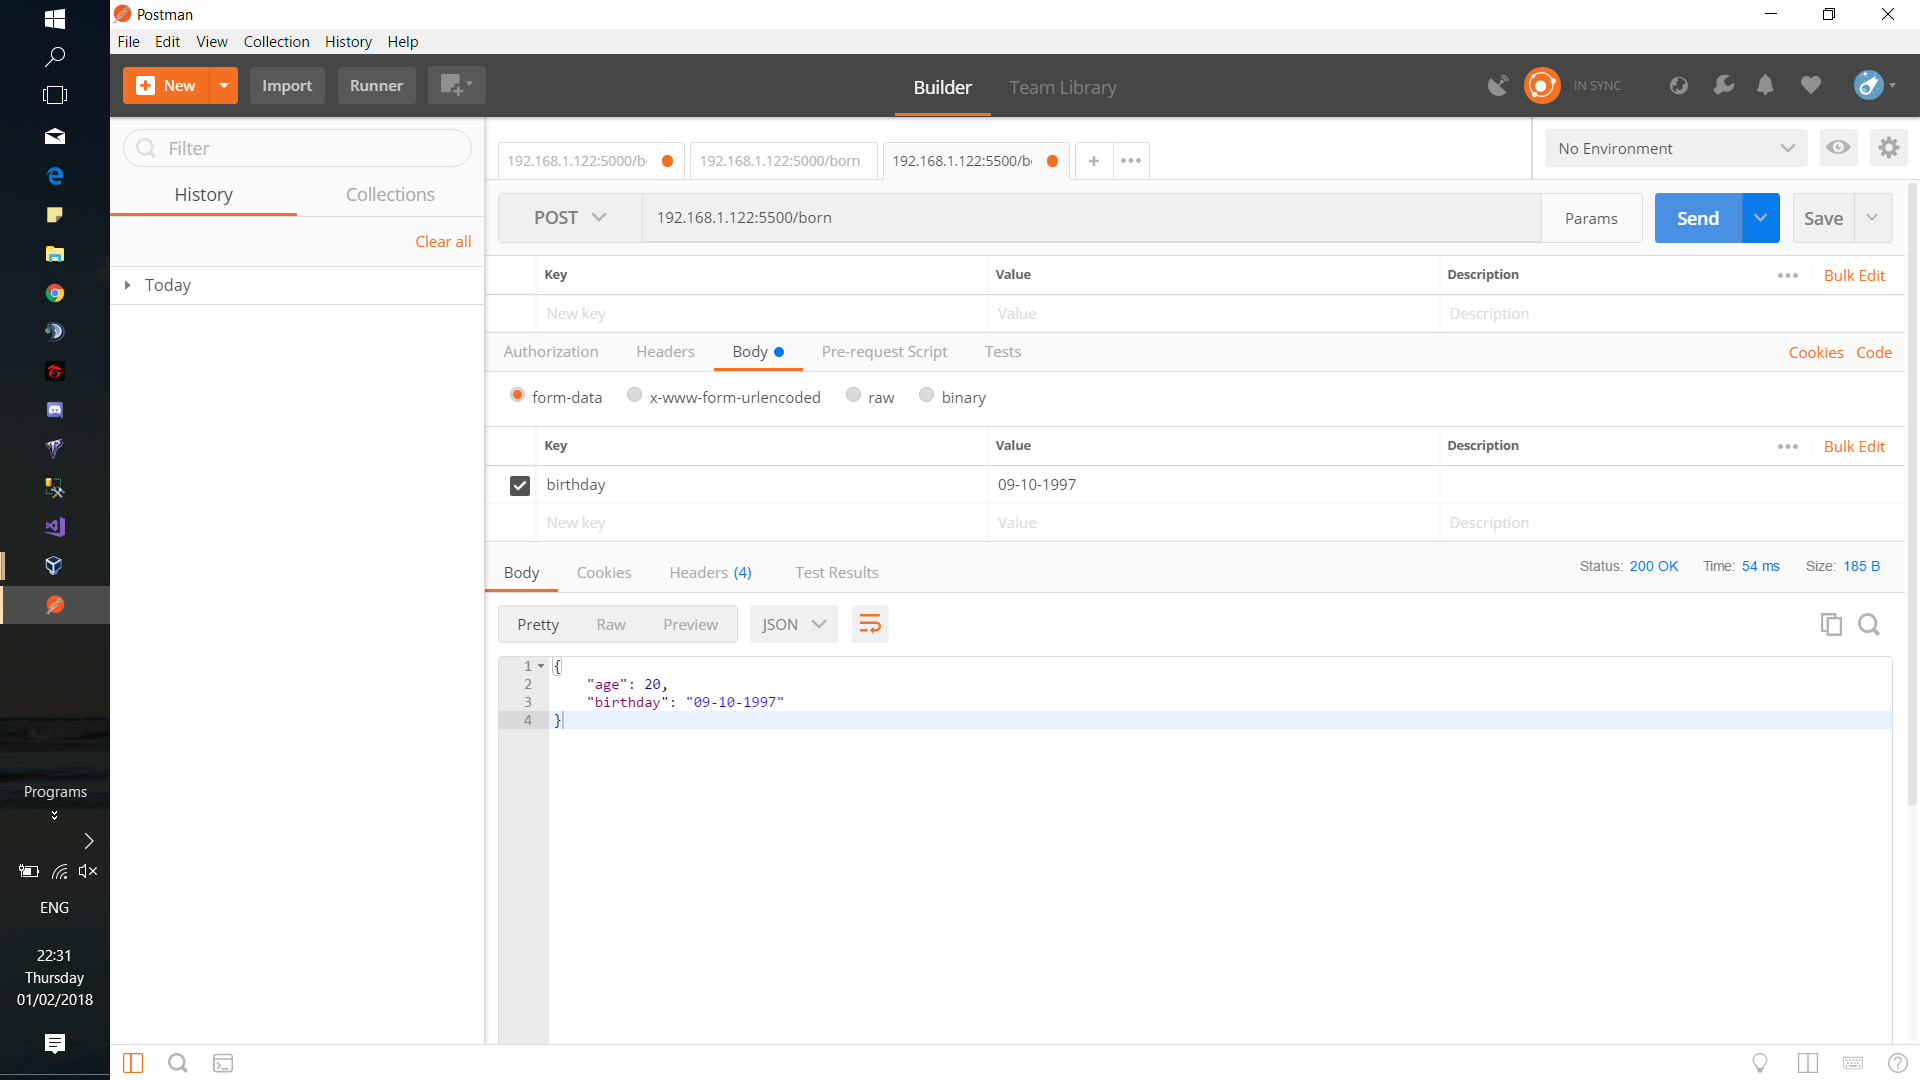 Postman
File Edit View Collection History Help
New Import Runner Builder Team Library IN SYNC
Filter
History Collections
Clear all
Today
192.168.1.122:5000/b 192.168.1.122:5000/born 192.168.1.122:5500/b No Environment
POST 192.168.1.122:5500/born Params Send Save
Key Value Description Bulk Edit
New key Value Description
Authorization Headers Body Pre-request Script Tests Cookies Code
form-data x-www-form-urlencoded raw binary
Key Value Description Bulk Edit
birthday 09-10-1997
New key Value Description
Body Cookies Headers (4) Test Results Status: 200 OK Time: 54 ms Size: 185 B
Pretty Raw Preview JSON
1 {
2 "age": 20,
3 "birthday": "09-10-1997"
4 }
Programs
ENG
22:31
Thursday
01/02/2018